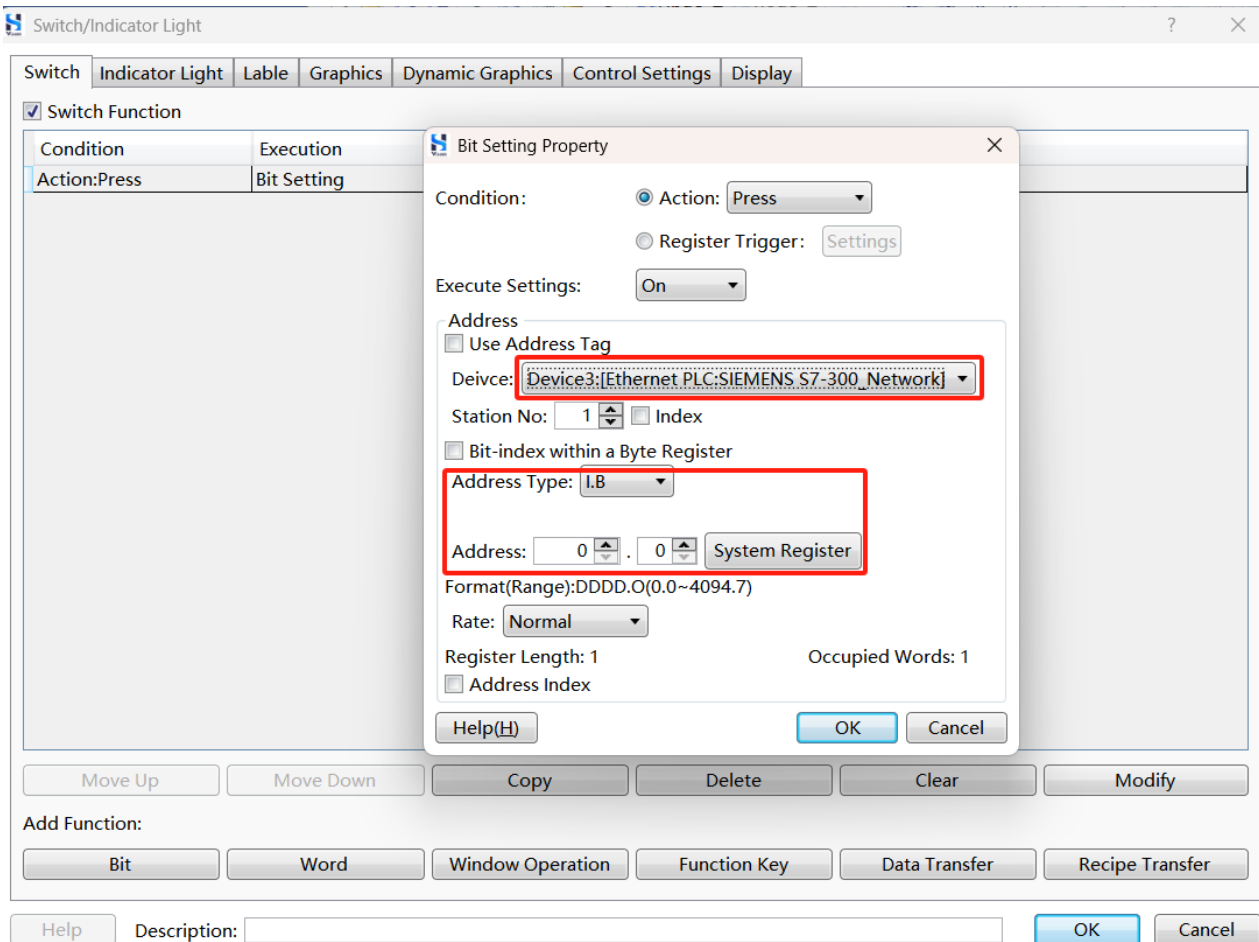 Switch/Indicator Light ? ×
Switch Indicator Light Lable Graphics Dynamic Graphics Control Settings Display
Switch Function
Condition Execution
Action:Press Bit Setting
Bit Setting Property
Condition: Action: Press
Register Trigger: Settings
Execute Settings: On
Address
Use Address Tag
Deivce: Device3:[Ethernet PLC:SIEMENS S7-300_Network]
Station No: 1 Index
Bit-index within a Byte Register
Address Type: I.B
Address: 0 . 0 System Register
Format(Range):DDDD.O(0.0~4094.7)
Rate: Normal
Register Length: 1 Occupied Words: 1
Address Index
Help(H) OK Cancel
Move Up Move Down Copy Delete Clear Modify
Add Function:
Bit Word Window Operation Function Key Data Transfer Recipe Transfer
Help Description: OK Cancel